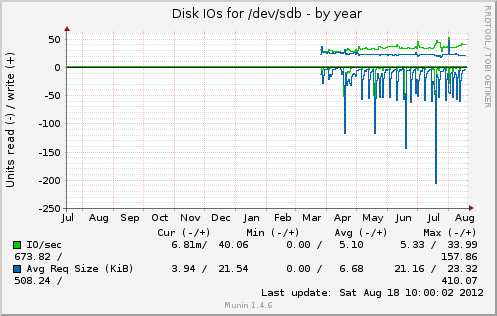 Disk IOs for /dev/sdb - by year
RRDTOOL / TOBI OETIKER
Units read (-) / write (+)
50
0
-50
-100
-150
-200
-250
Jul Aug Sep Oct Nov Dec Jan Feb Mar Apr May Jun Jul Aug
Cur (-/+) Min (-/+) Avg (-/+) Max (-/+)
IO/sec 6.81m/ 40.06 0.00 / 5.10 5.33 / 33.99
673.82 / 157.86
Avg Req Size (KiB) 3.94 / 21.54 0.00 / 6.68 21.16 / 23.32
508.24 / 410.07
Last update: Sat Aug 18 10:00:02 2012
Munin 1.4.6